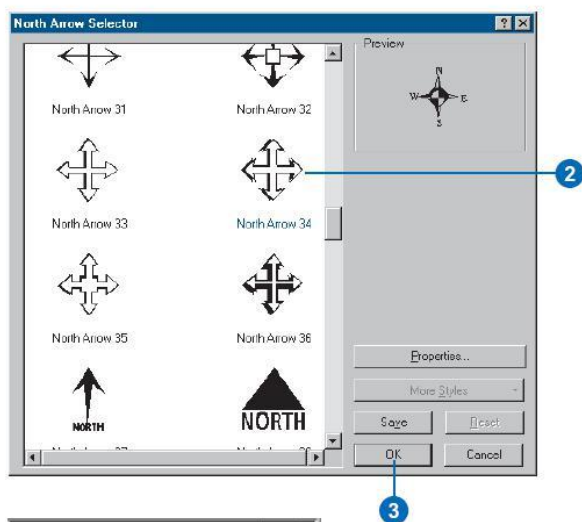 North Arrow Selector
Preview
N
W E
S
North Arrow 31
North Arrow 32
North Arrow 33
North Arrow 34
2
North Arrow 35
North Arrow 36
NORTH
NORTH
Properties...
More Styles
Save
Reset
OK
Cancel
3